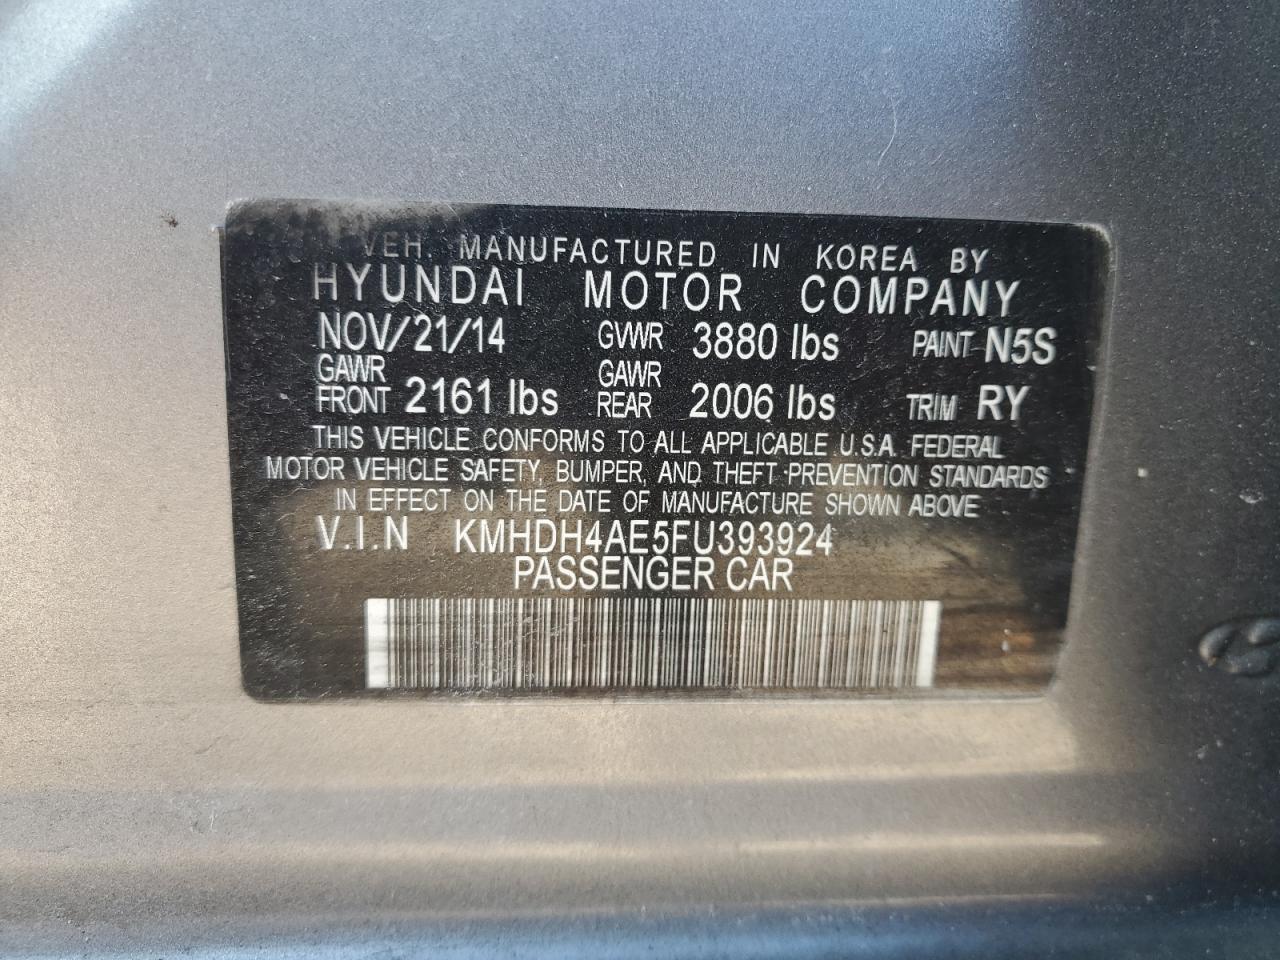 VEH. MANUFACTURED IN KOREA BY
HYUNDAI MOTOR COMPANY
NOV/21/14 GVWR 3880 lbs PAINT N5S
GAWR FRONT 2161 lbs GAWR REAR 2006 lbs TRIM RY
THIS VEHICLE CONFORMS TO ALL APPLICABLE U.S.A. FEDERAL
MOTOR VEHICLE SAFETY, BUMPER, AND THEFT PREVENTION STANDARDS
IN EFFECT ON THE DATE OF MANUFACTURE SHOWN ABOVE
V.I.N KMHDH4AE5FU393924
PASSENGER CAR